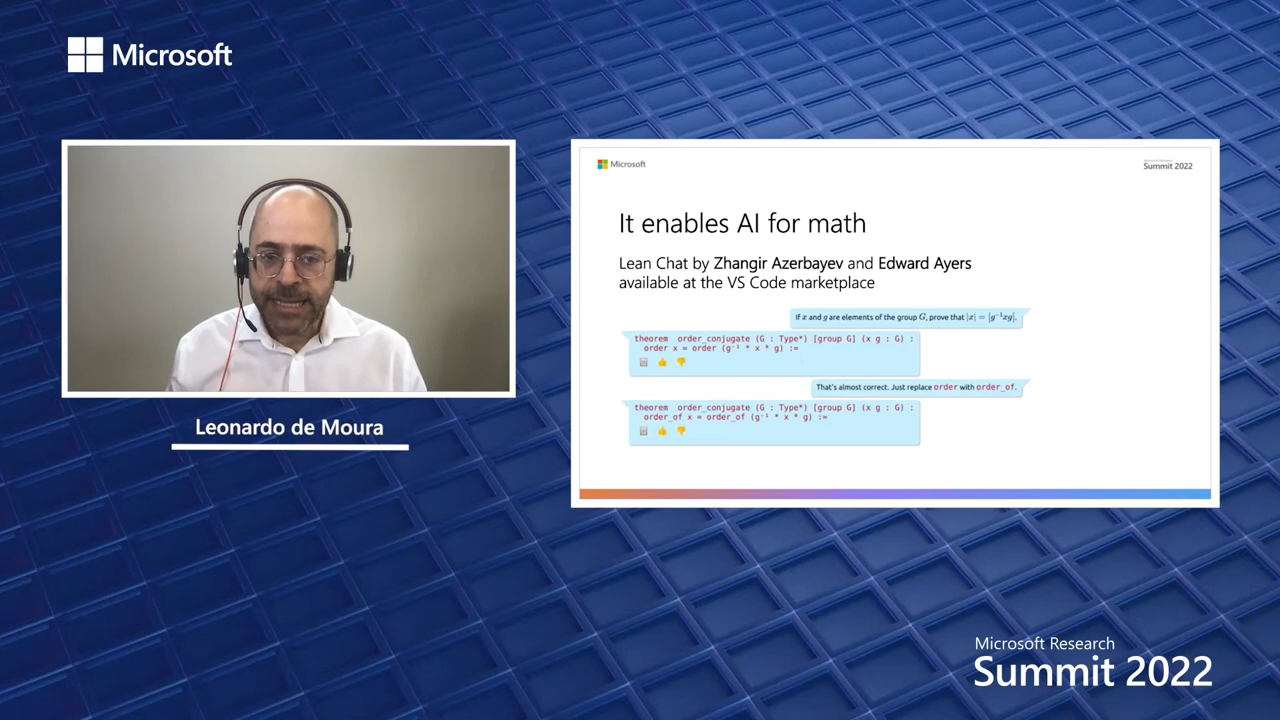 Microsoft
Leonardo de Moura
Microsoft
Microsoft Research
Summit 2022
It enables AI for math
Lean Chat by Zhangir Azerbayev and Edward Ayers
available at the VS Code marketplace
If x and g are elements of the group G, prove that |x| = |g⁻¹xg|.
theorem order_conjugate (G : Type*) [group G] (x g : G) :
order x = order (g⁻¹ * x * g) :=
That's almost correct. Just replace order with order_of.
theorem order_conjugate (G : Type*) [group G] (x g : G) :
order_of x = order_of (g⁻¹ * x * g) :=
Microsoft Research
Summit 2022